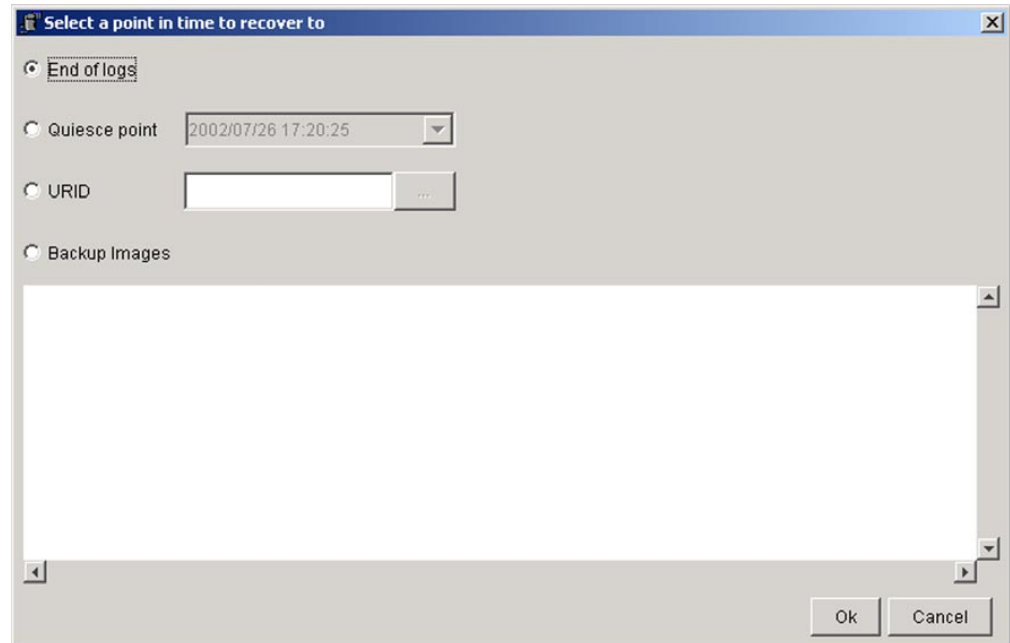 Select a point in time to recover to
End of logs
Quiesce point 2002/07/26 17:20:25
URID ...
Backup Images
Ok Cancel